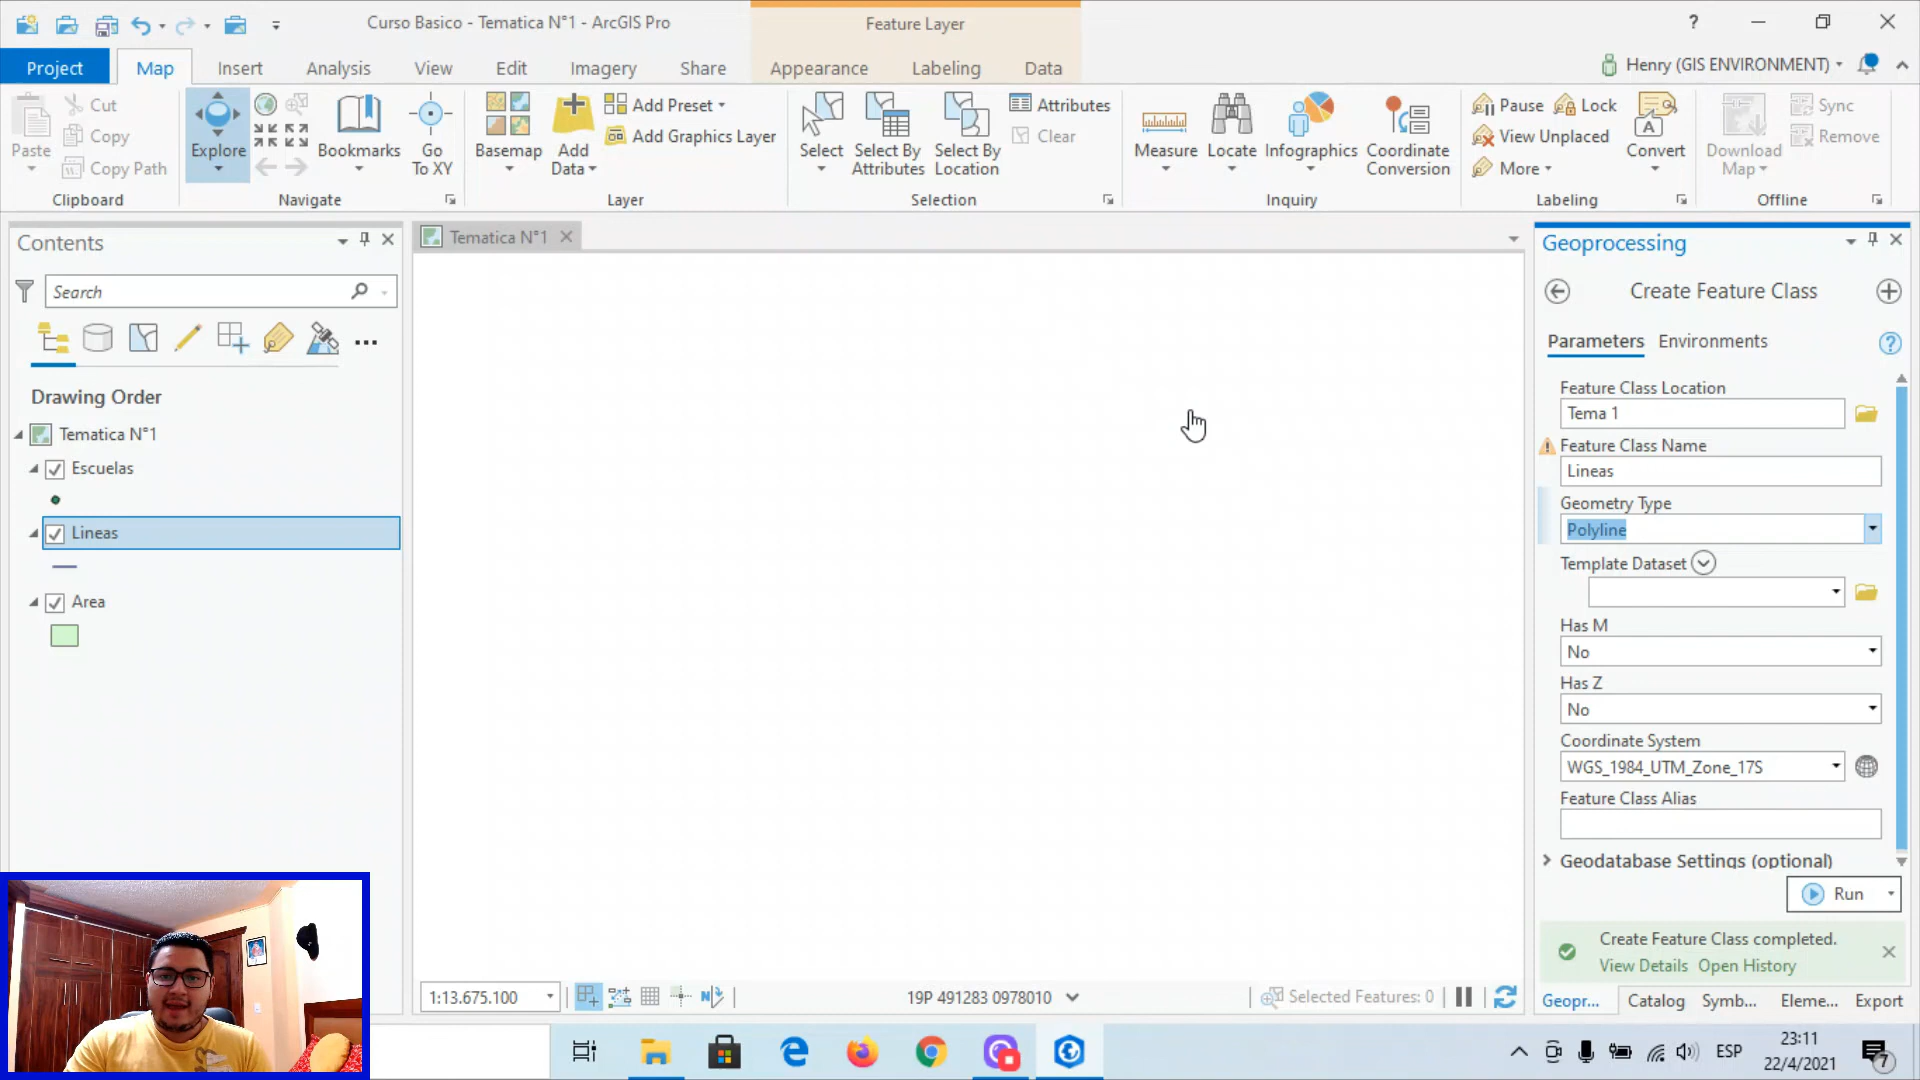 Curso Basico - Tematica N°1 - ArcGIS Pro
Feature Layer
?
Project
Map
Insert
Analysis
View
Edit
Imagery
Share
Appearance
Labeling
Data
Henry (GIS ENVIRONMENT)
Paste
Cut
Copy
Copy Path
Clipboard
Explore
Bookmarks
Go
To XY
Navigate
Basemap
Add
Data
Add Preset
Add Graphics Layer
Layer
Select
Select By
Attributes
Select By
Location
Attributes
Clear
Selection
Measure
Locate
Infographics
Coordinate
Conversion
Inquiry
Pause
Lock
View Unplaced
More
Convert
Labeling
Download
Map
Sync
Remove
Offline
Contents
Search
Drawing Order
Tematica N°1
Escuelas
Lineas
Area
Tematica N°1
1:13.675.100
19P 491283 0978010
Selected Features: 0
Geoprocessing
Create Feature Class
Parameters
Environments
Feature Class Location
Tema 1
Feature Class Name
Lineas
Geometry Type
Polyline
Template Dataset
Has M
No
Has Z
No
Coordinate System
WGS_1984_UTM_Zone_17S
Feature Class Alias
Geodatabase Settings (optional)
Run
Create Feature Class completed.
View Details Open History
Geopr...
Catalog
Symb...
Eleme...
Export
ESP
23:11
22/4/2021
7